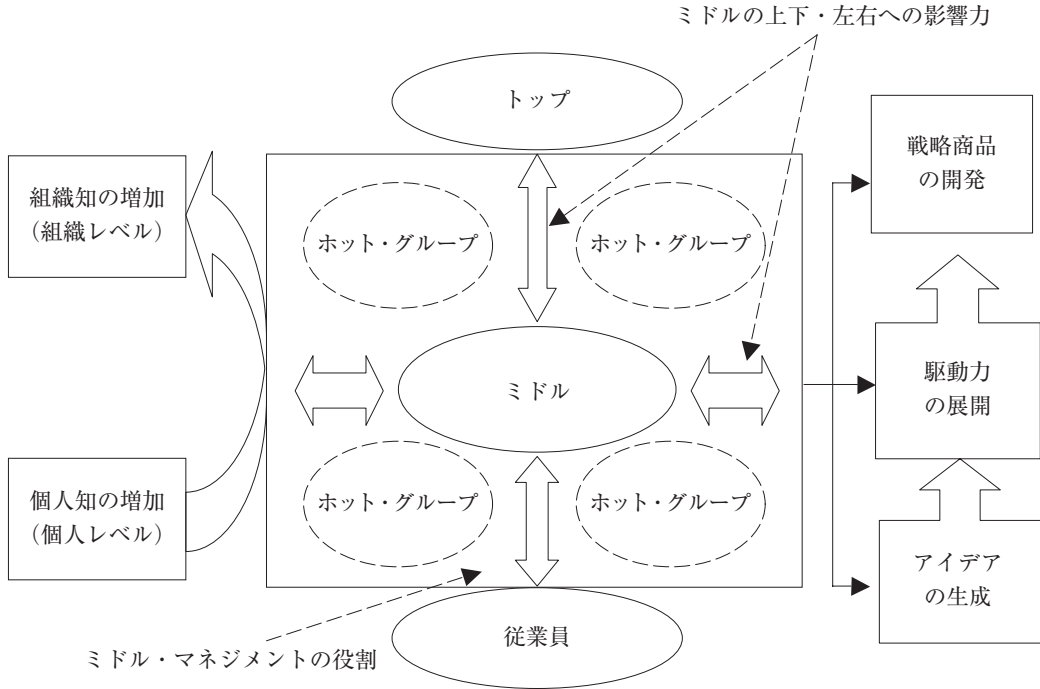 ミドルの上下・左右への影響力
トップ
戦略商品
の開発
組織知の増加
（組織レベル）
ホット・グループ
ホット・グループ
ミドル
駆動力
の展開
個人知の増加
（個人レベル）
ホット・グループ
ホット・グループ
アイデア
の生成
従業員
ミドル・マネジメントの役割